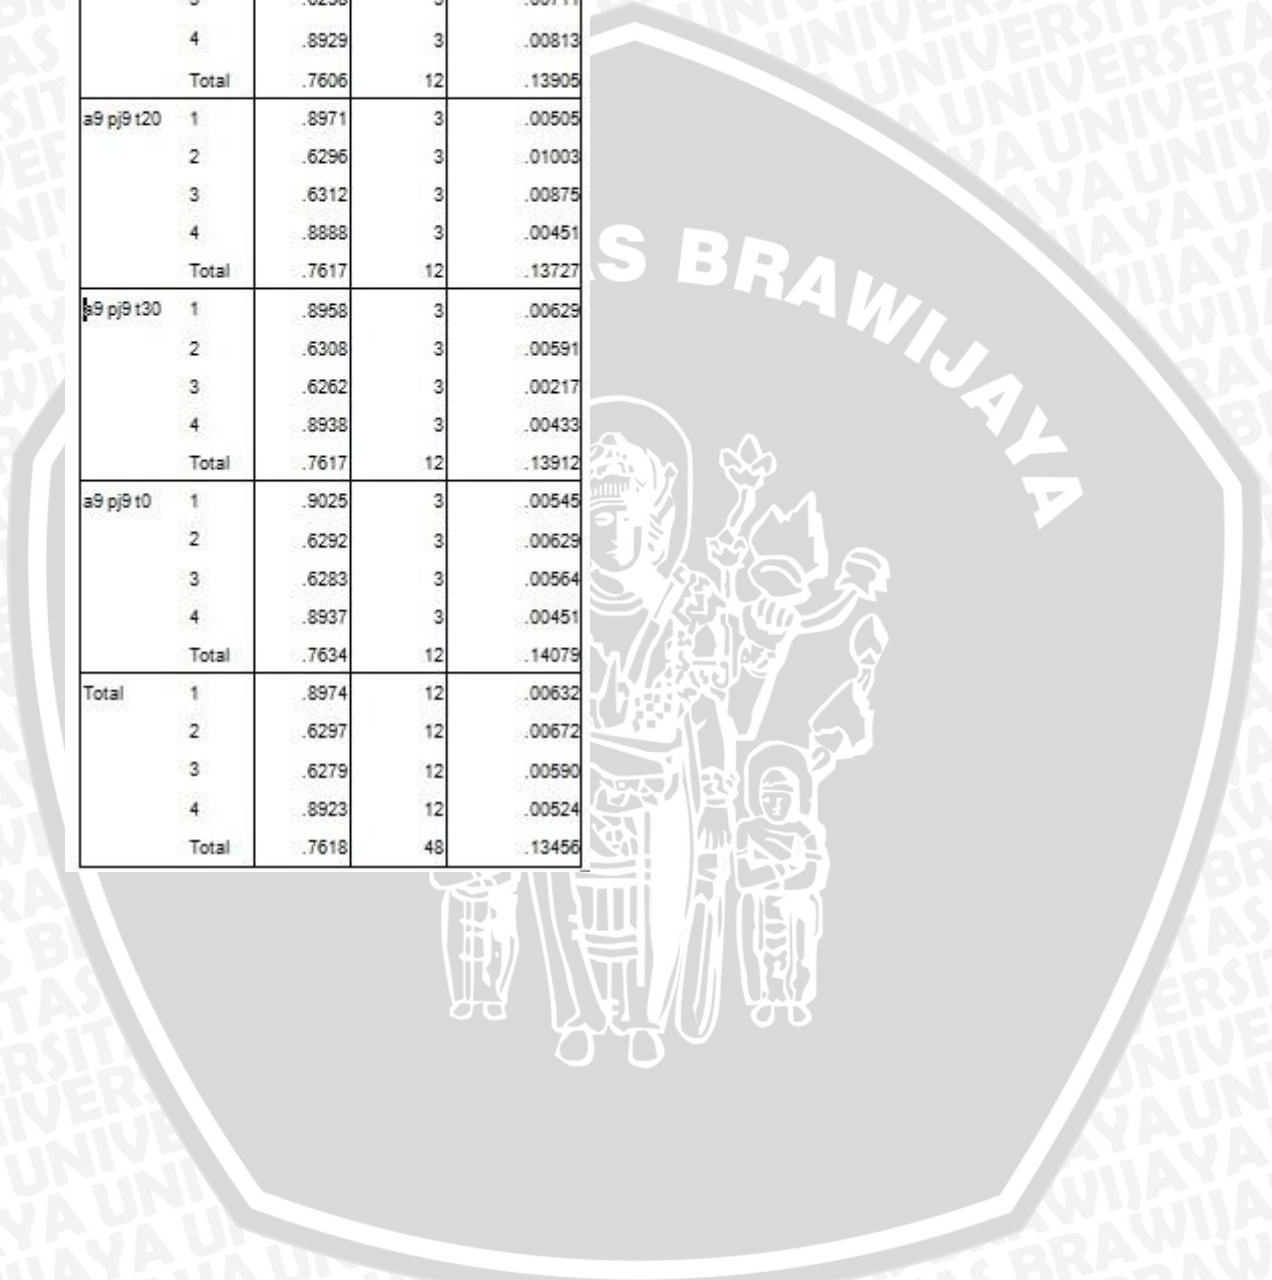 4 .8929 3 .00813
Total .7606 12 .13905
a9 pj9 t20 1 .8971 3 .00505
2 .6296 3 .01003
3 .6312 3 .00875
4 .8888 3 .00451
Total .7617 12 .13727
a9 pj9 t30 1 .8958 3 .00629
2 .6308 3 .00591
3 .6262 3 .00217
4 .8938 3 .00433
Total .7617 12 .13912
a9 pj9 t0 1 .9025 3 .00545
2 .6292 3 .00629
3 .6283 3 .00564
4 .8937 3 .00451
Total .7634 12 .14079
Total 1 .8974 12 .00632
2 .6297 12 .00672
3 .6279 12 .00590
4 .8923 12 .00524
Total .7618 48 .13456
AS BRAWIJAYA